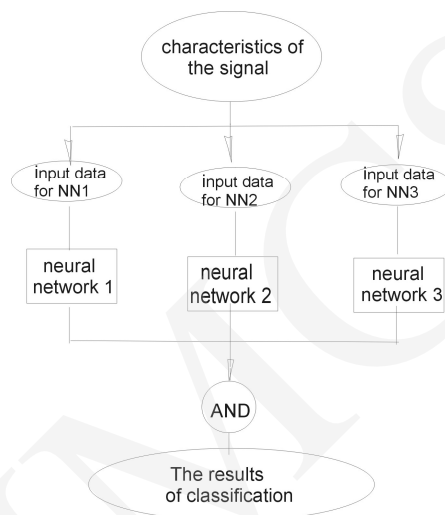 characteristics of
the signal
input data
for NN1
input data
for NN2
input data
for NN3
neural
network 1
neural
network 2
neural
network 3
AND
The results
of classification